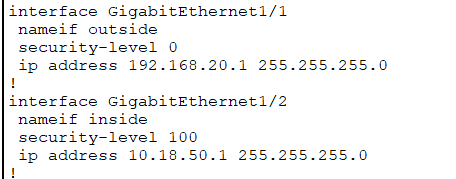 interface GigabitEthernet1/1
 nameif outside
 security-level 0
 ip address 192.168.20.1 255.255.255.0
!
interface GigabitEthernet1/2
 nameif inside
 security-level 100
 ip address 10.18.50.1 255.255.255.0
!